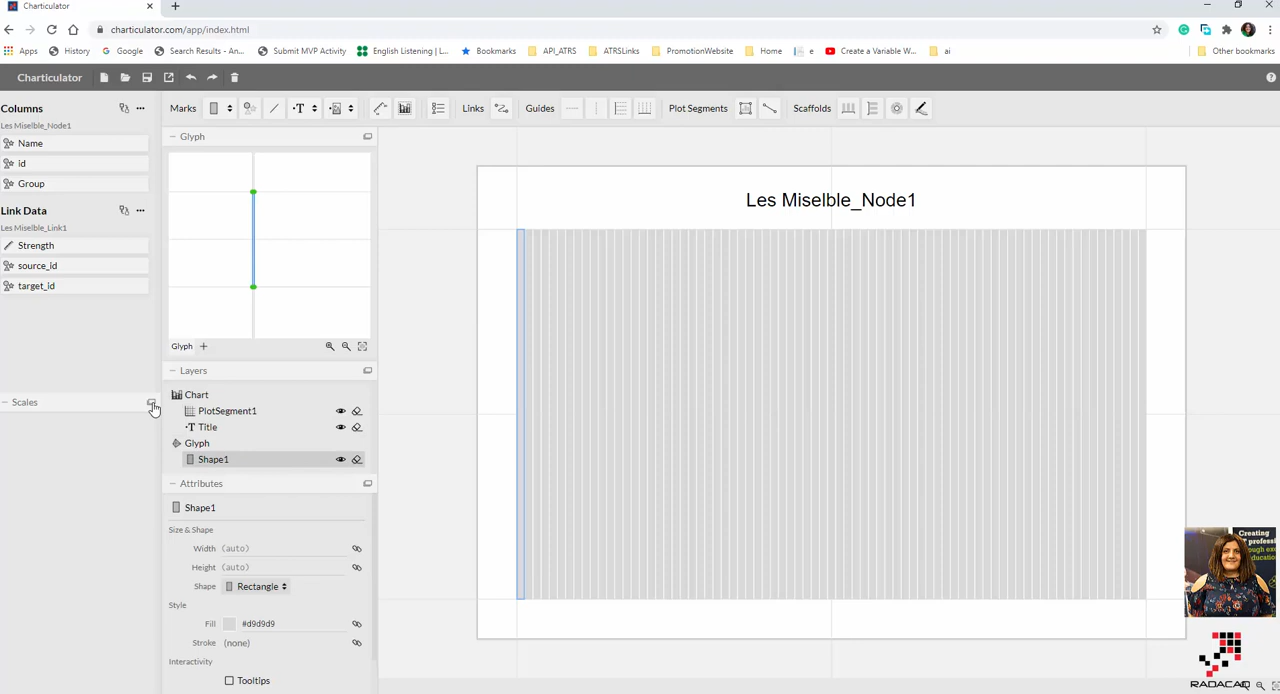 Charticulator
charticulator.com/app/index.html
Apps History Google Search Results - An... Submit MVP Activity English Listening | L... Bookmarks API_ATRS ATRSLinks PromotionWebsite Home e Create a Variable W... ai Other bookmarks
Charticulator
Columns Marks T Links Guides Plot Segments Scaffolds
Les Miselble_Node1
Name
id
Group
Link Data
Les Miselble_Link1
Strength
source_id
target_id
Scales
Glyph
Glyph +
Layers
Chart
PlotSegment1
T Title
Glyph
Shape1
Attributes
Shape1
Size & Shape
Width (auto)
Height (auto)
Shape Rectangle
Style
Fill #d9d9d9
Stroke (none)
Interactivity
Tooltips
Les Miselble_Node1
Creating
RADACAD